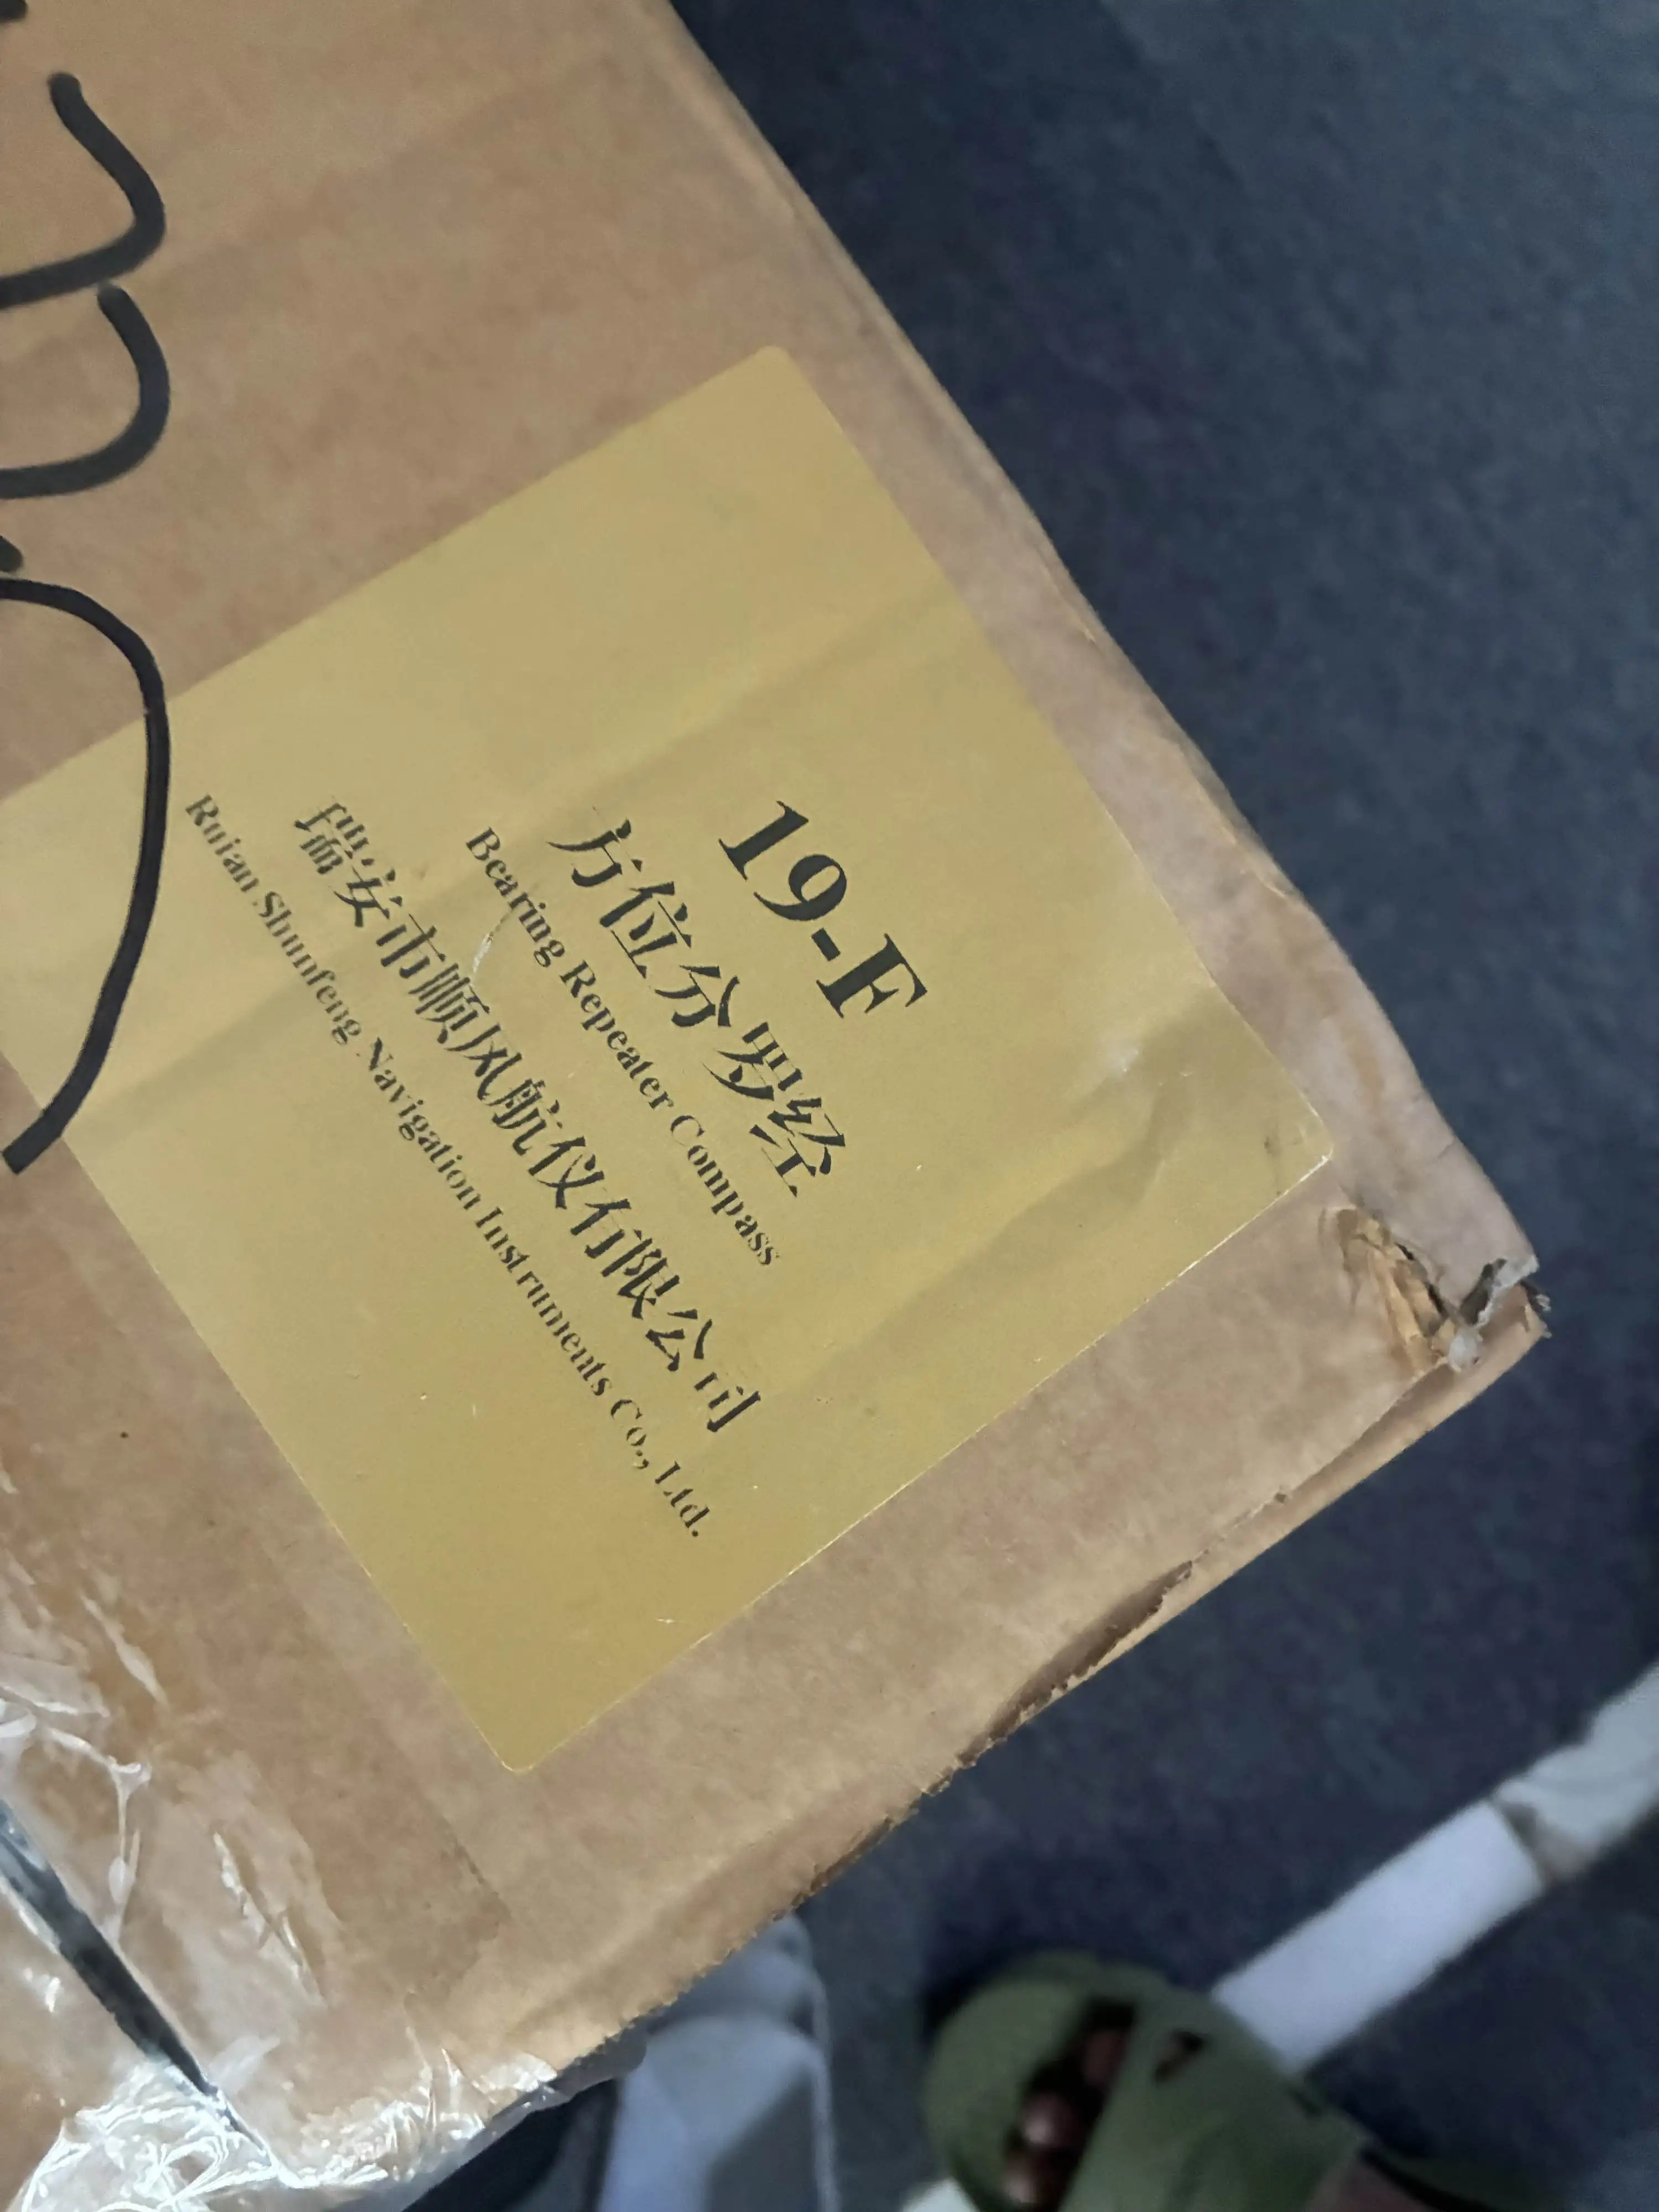 19-F
方位分罗经
Bearing Repeater Compass
瑞安市顺风航仪有限公司
Ruian Shunfeng Navigation Instruments Co., Ltd.